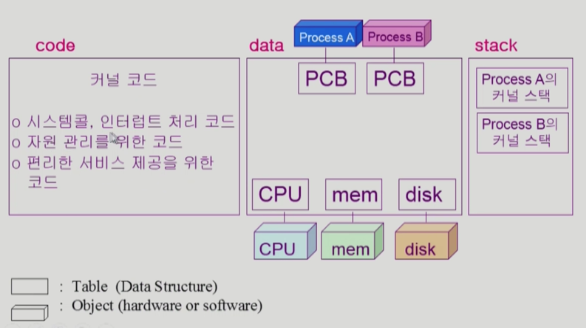 code
커널 코드
o 시스템콜, 인터럽트 처리 코드
o 자원 관리를 위한 코드
o 편리한 서비스 제공을 위한
코드
data
Process A
Process B
PCB
PCB
CPU
mem
disk
CPU
mem
disk
stack
Process A의
커널 스택
Process B의
커널 스택
: Table (Data Structure)
: Object (hardware or software)